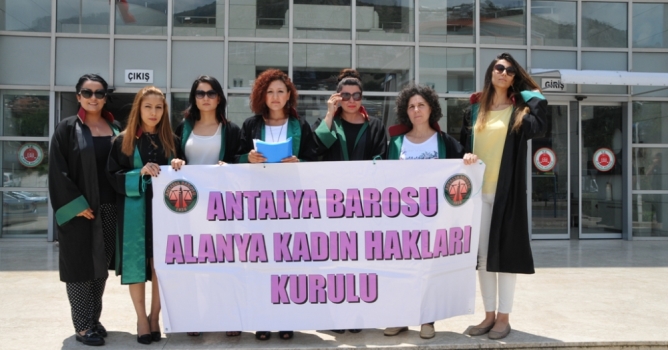 ÇIKIŞ
GİRİŞ
ANTALYA BAROSU
ALANYA KADIN HAKLARI
KURULU